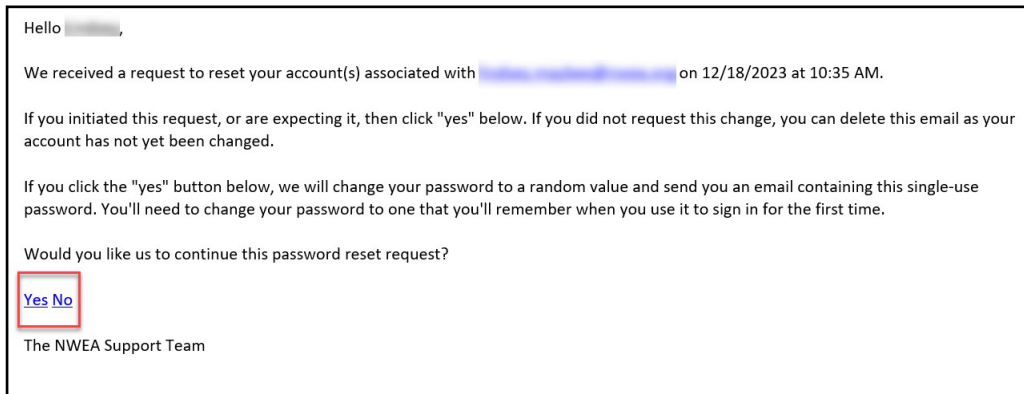 Hello ,
We received a request to reset your account(s) associated with on 12/18/2023 at 10:35 AM.
If you initiated this request, or are expecting it, then click "yes" below. If you did not request this change, you can delete this email as your
account has not yet been changed.
If you click the "yes" button below, we will change your password to a random value and send you an email containing this single-use
password. You'll need to change your password to one that you'll remember when you use it to sign in for the first time.
Would you like us to continue this password reset request?
Yes No
The NWEA Support Team